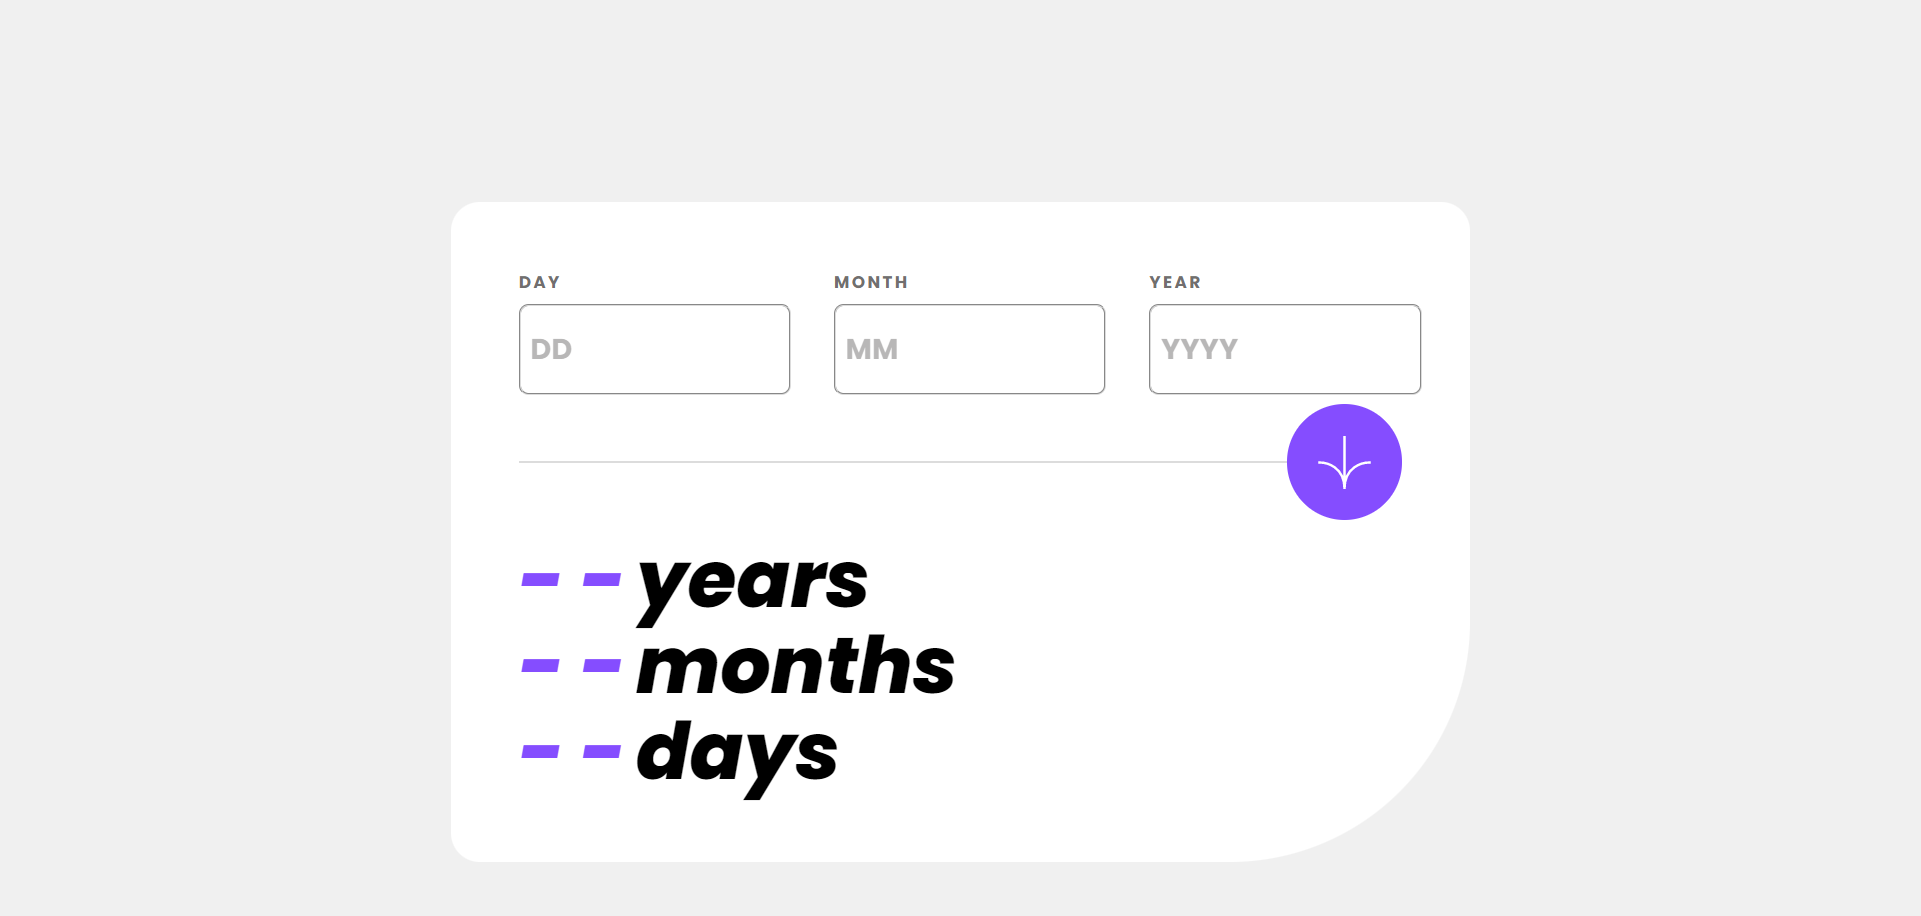 DAY MONTH YEAR
DD MM YYYY
- - years
- - months
- - days